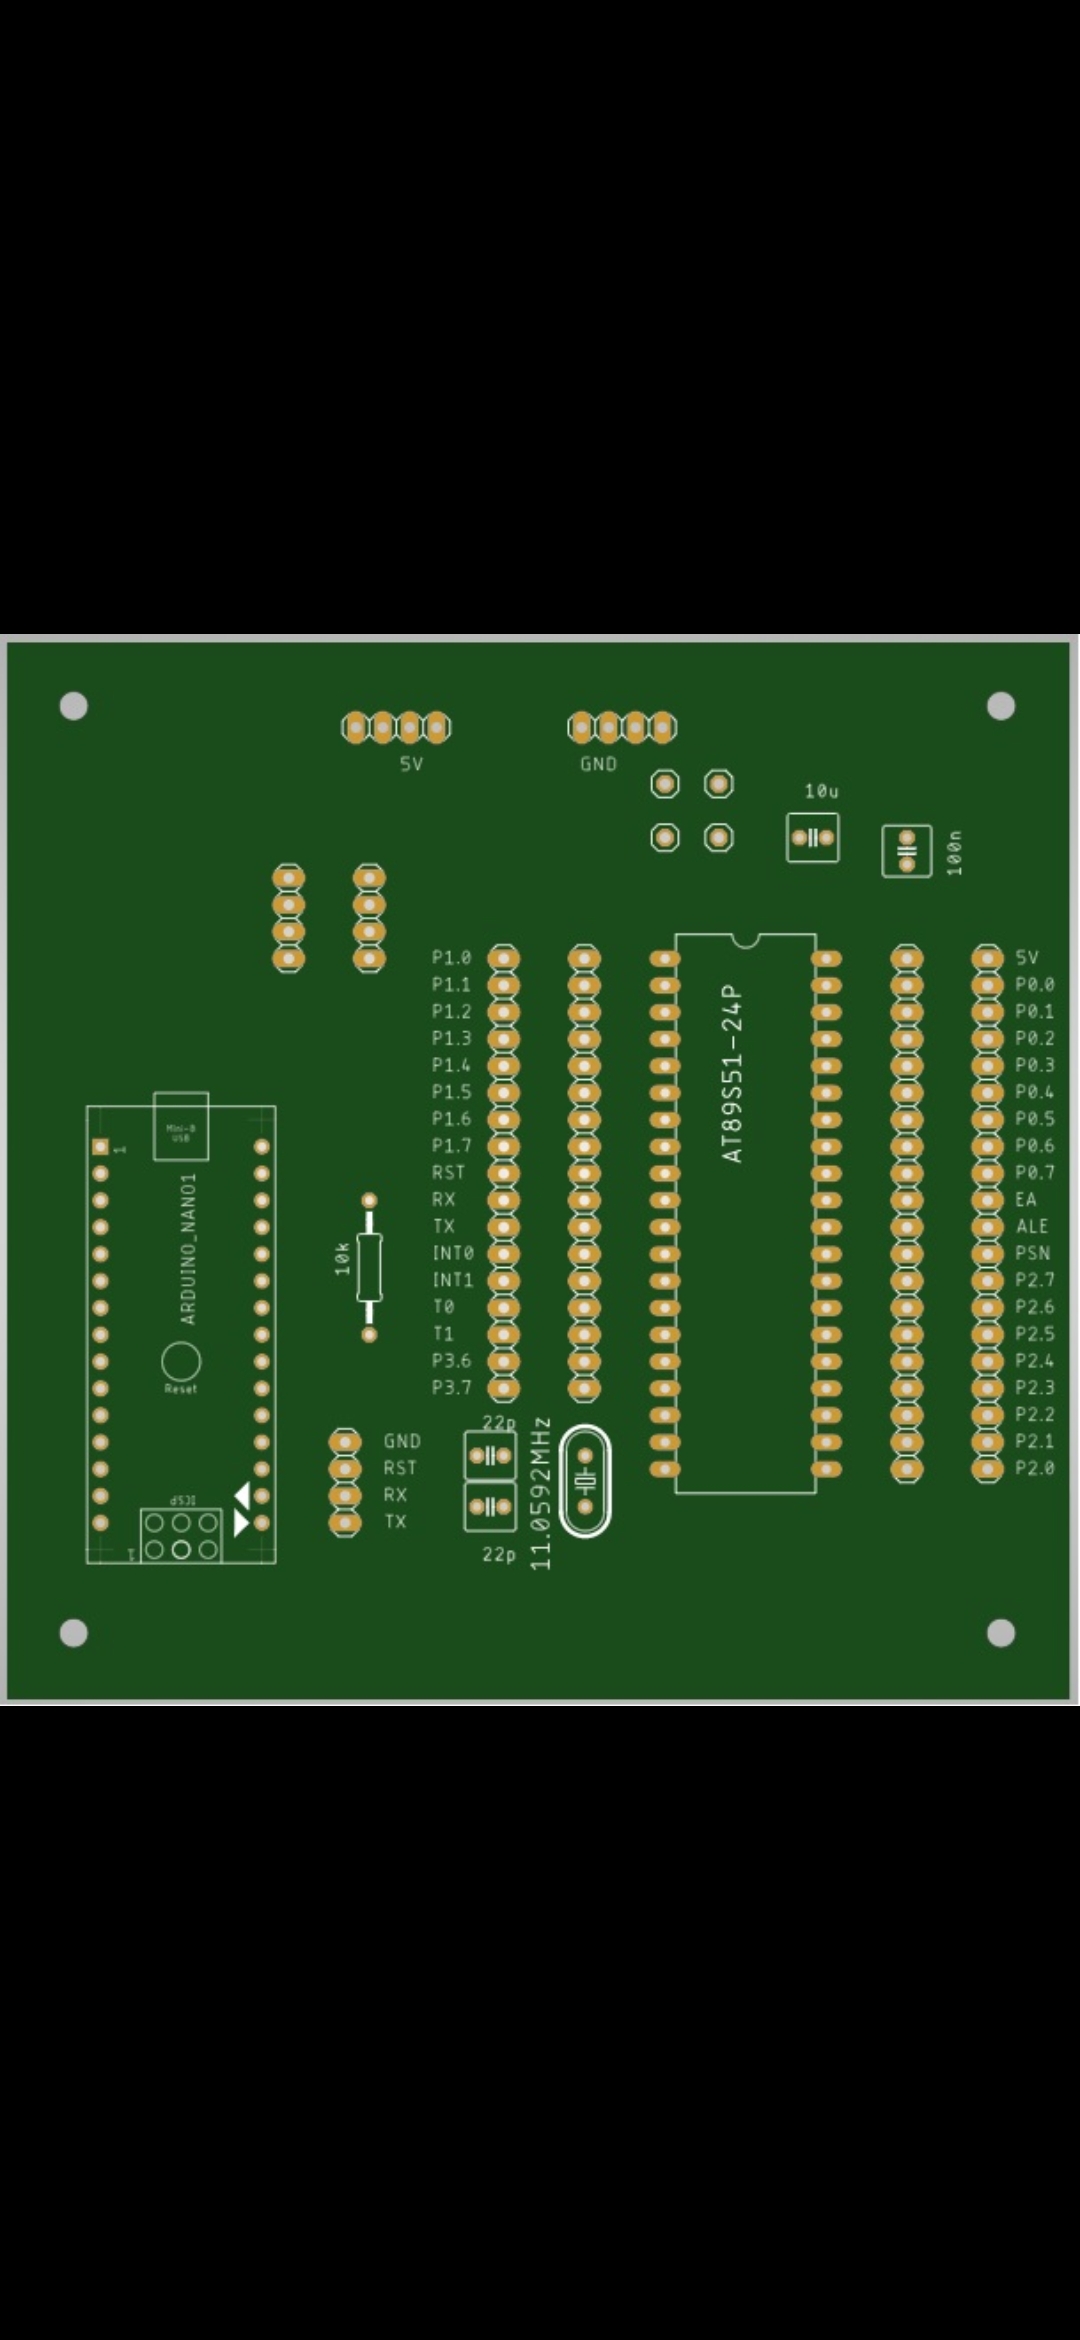 5V
GND
10u
100n
P1.0
P1.1
P1.2
P1.3
P1.4
P1.5
P1.6
P1.7
RST
RX
TX
INT0
INT1
T0
T1
P3.6
P3.7
AT89S51-24P
5V
P0.0
P0.1
P0.2
P0.3
P0.4
P0.5
P0.6
P0.7
EA
ALE
PSN
P2.7
P2.6
P2.5
P2.4
P2.3
P2.2
P2.1
P2.0
Mini-B
USB
1
ARDUINO_NANO1
Reset
ICSP
1
10k
GND
RST
RX
TX
22p
22p
11.0592MHz